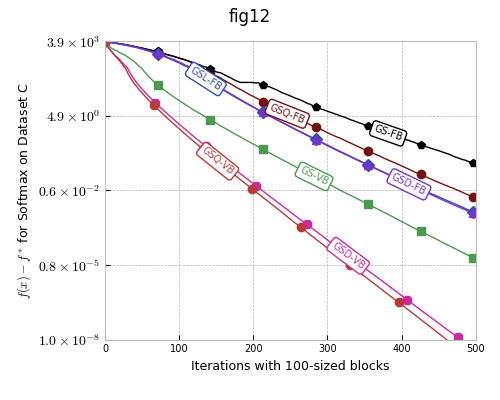 fig12
3.9 × 10³
4.9 × 10⁰
0.6 × 10⁻²
0.8 × 10⁻⁵
1.0 × 10⁻⁸
f(x) − f* for Softmax on Dataset C
GSL-FB
GSQ-FB
GS-FB
GSQ-VB
GS-VB
GSD-FB
GSD-VB
0 100 200 300 400 500
Iterations with 100-sized blocks